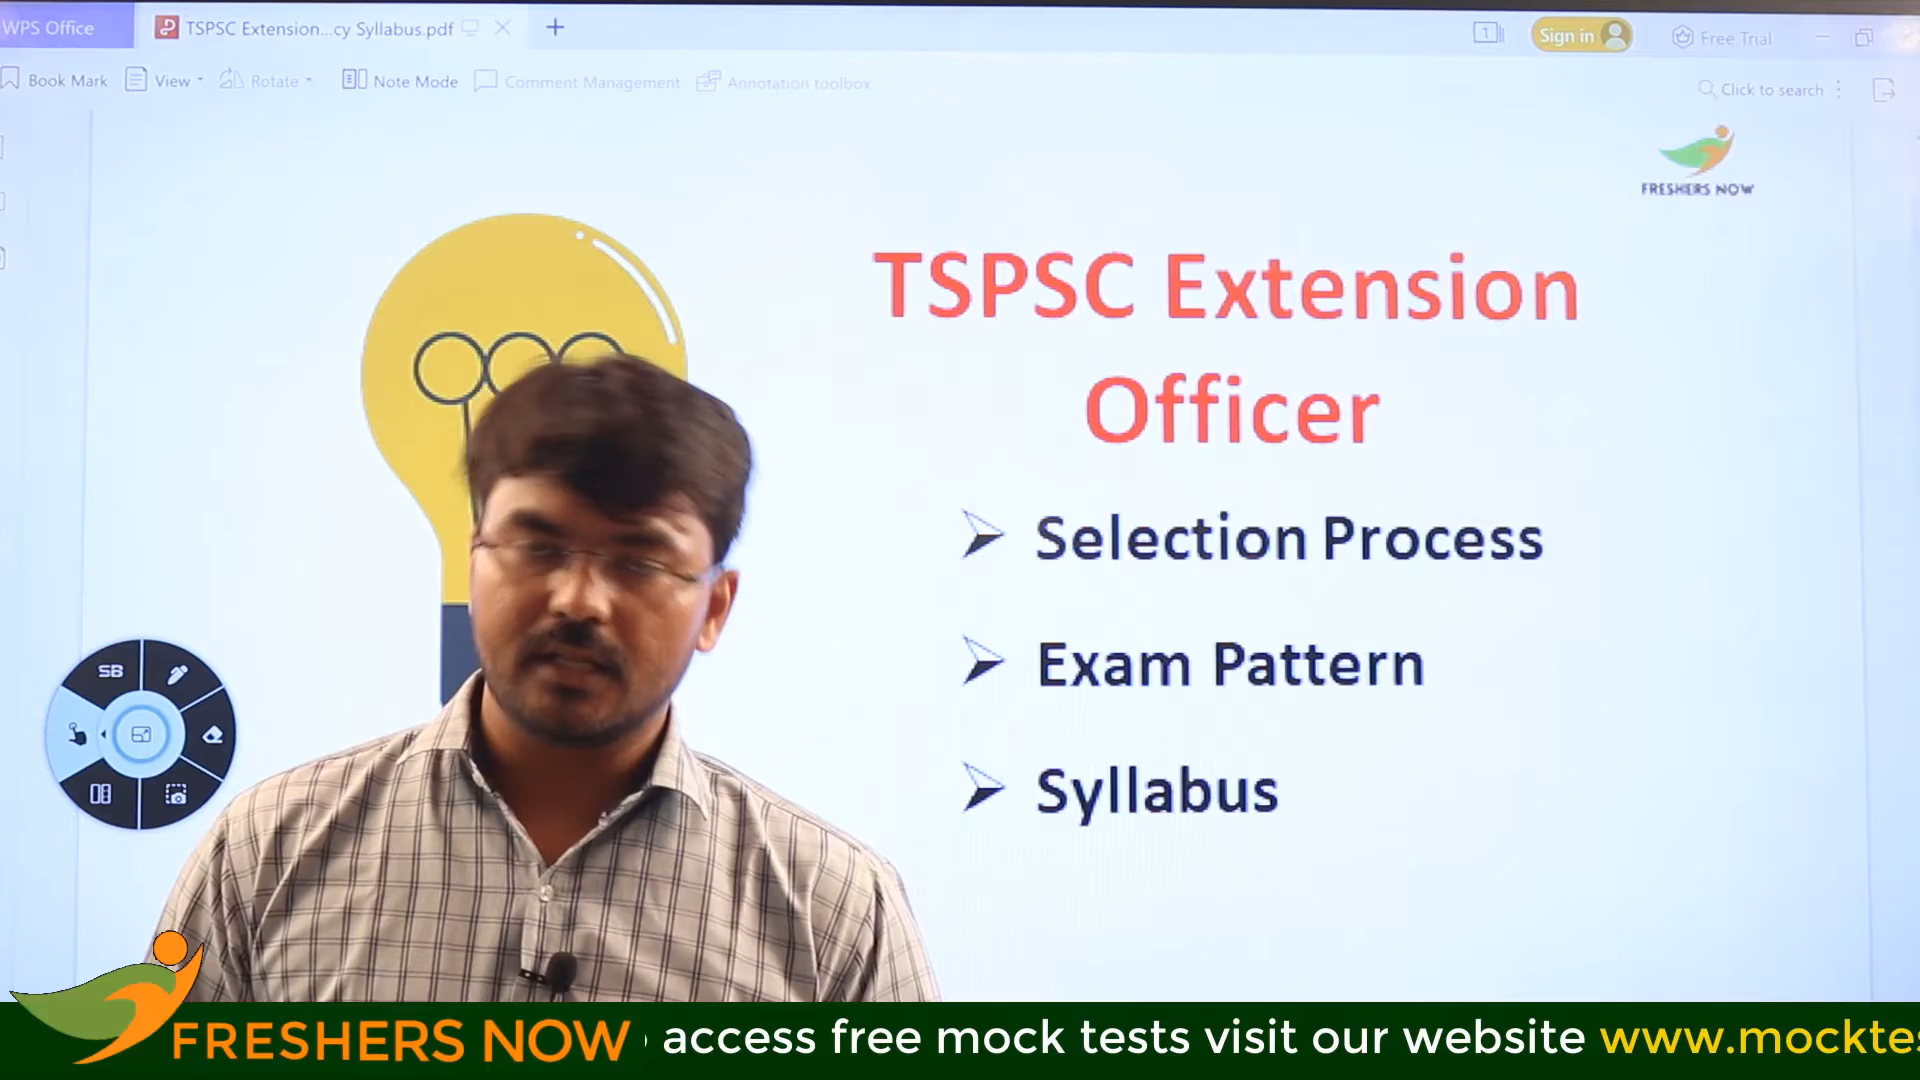 WPS Office
TSPSC Extension...cy Syllabus.pdf
1
Sign in
Free Trial
Book Mark
View
Rotate
Note Mode
Comment Management
Annotation toolbox
Click to search
FRESHERS NOW
TSPSC Extension
Officer
Selection Process
Exam Pattern
Syllabus
SB
FRESHERS NOW
access free mock tests visit our website www.mocktes